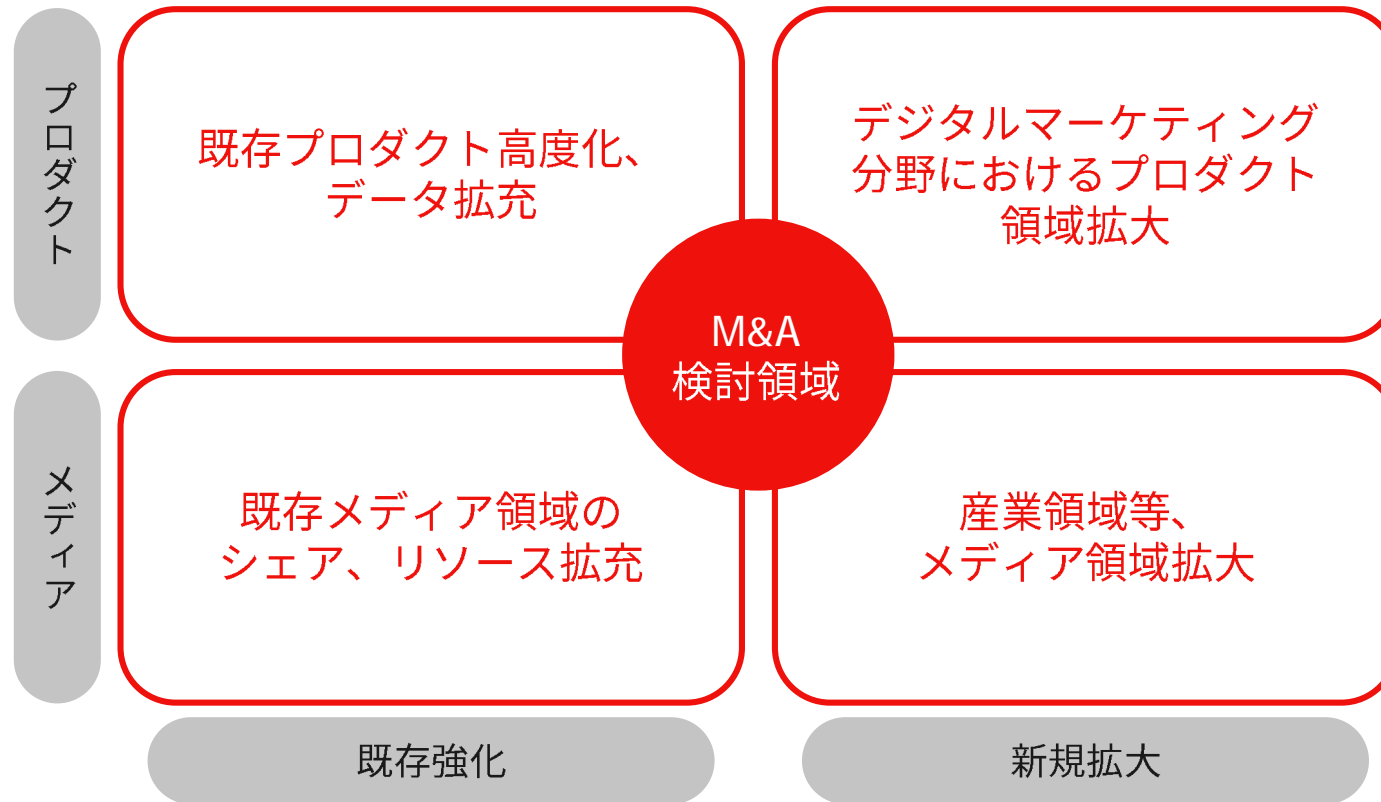 プロダクト
既存プロダクト高度化、
データ拡充
デジタルマーケティング
分野におけるプロダクト
領域拡大
M&A
検討領域
メディア
既存メディア領域の
シェア、リソース拡充
産業領域等、
メディア領域拡大
既存強化
新規拡大